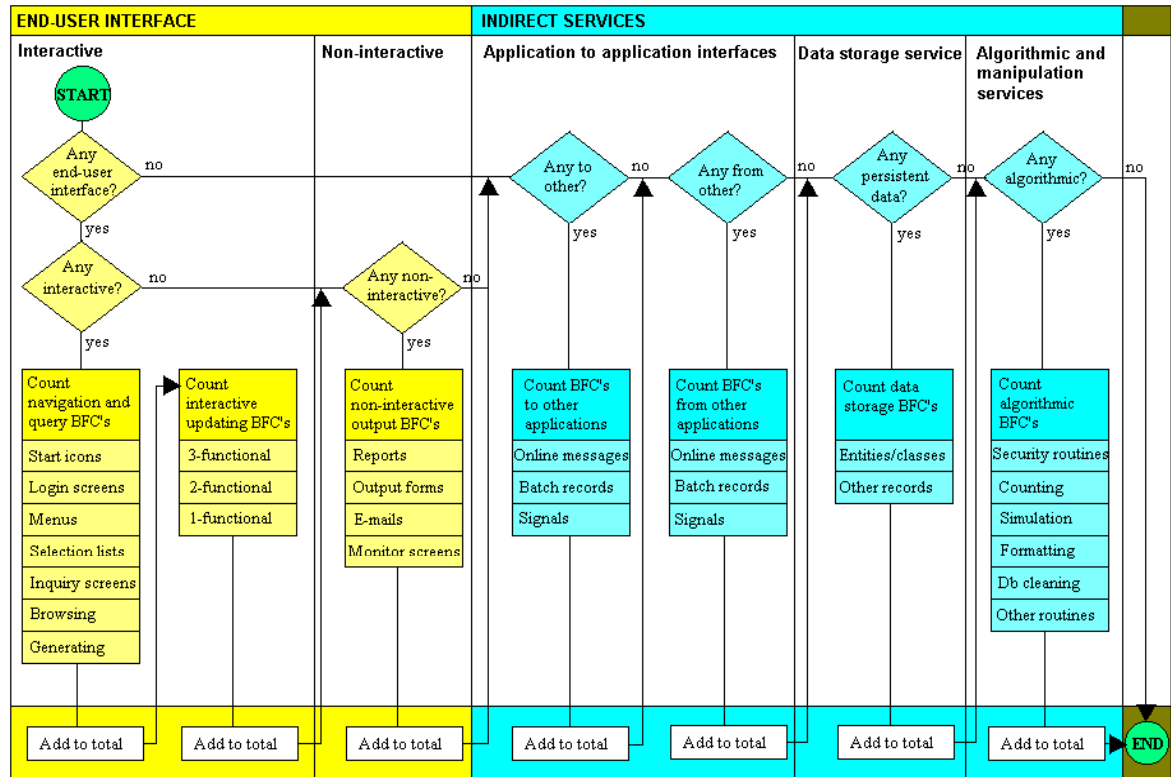 END-USER INTERFACE
INDIRECT SERVICES
Interactive
Non-interactive
Application to application interfaces
Data storage service
Algorithmic and
manipulation
services
START
Any
end-user
interface?
no
yes
Any
interactive?
no
yes
Any non-
interactive?
no
yes
Any to
other?
no
yes
Any from
other?
no
yes
Any
persistent
data?
no
yes
Any
algorithmic?
no
yes
Count
navigation and
query BFC's
Start icons
Login screens
Menus
Selection lists
Inquiry screens
Browsing
Generating
Count
interactive
updating BFC's
3-functional
2-functional
1-functional
Count
non-interactive
output BFC's
Reports
Output forms
E-mails
Monitor screens
Count BFC's
to other
applications
Online messages
Batch records
Signals
Count BFC's
from other
applications
Online messages
Batch records
Signals
Count data
storage BFC's
Entities/classes
Other records
Count
algorithmic
BFC's
Security routines
Counting
Simulation
Formatting
Db cleaning
Other routines
Add to total
Add to total
Add to total
Add to total
Add to total
Add to total
Add to total
END